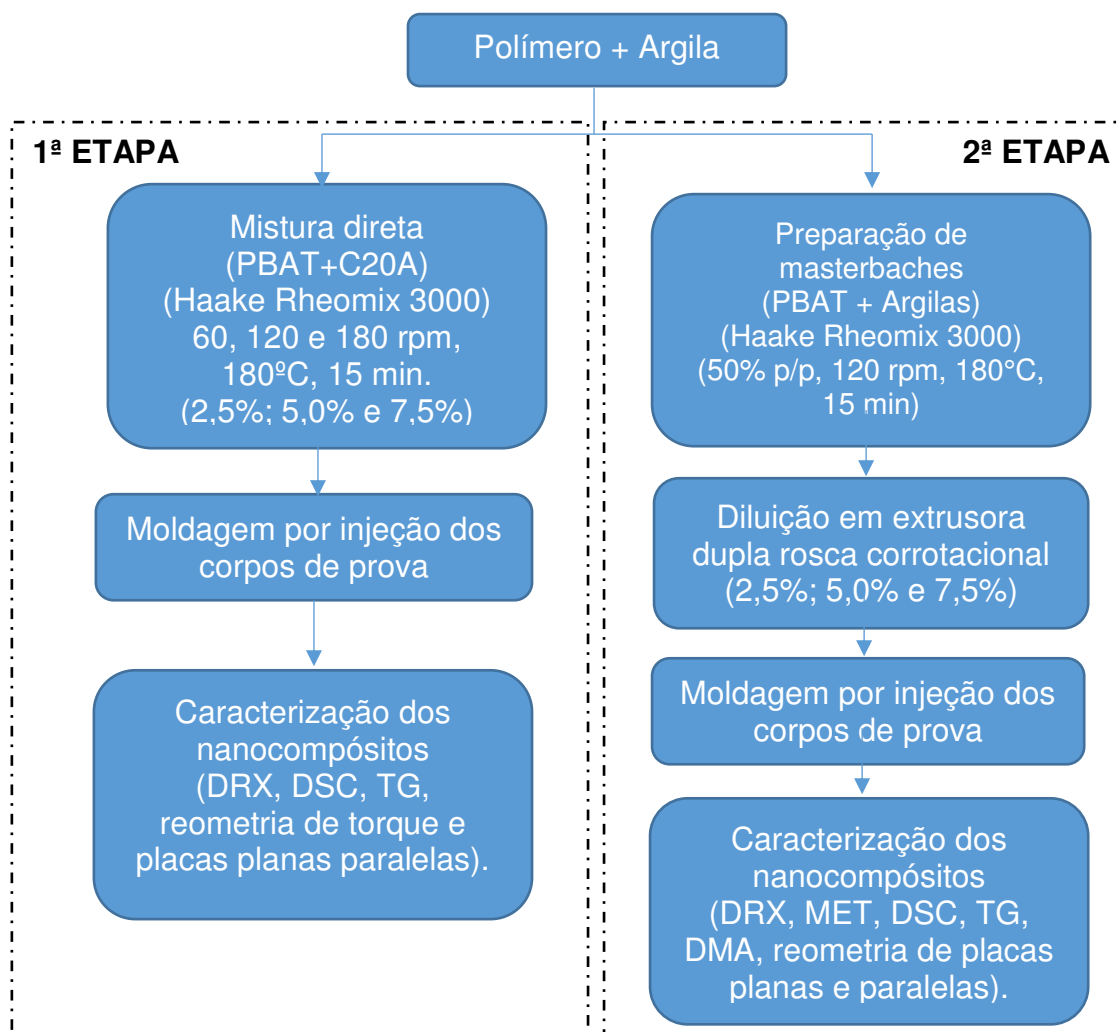 Polímero + Argila
1ª ETAPA
Mistura direta
(PBAT+C20A)
(Haake Rheomix 3000)
60, 120 e 180 rpm,
180ºC, 15 min.
(2,5%; 5,0% e 7,5%)
Moldagem por injeção dos
corpos de prova
Caracterização dos
nanocompósitos
(DRX, DSC, TG,
reometria de torque e
placas planas paralelas).
2ª ETAPA
Preparação de
masterbaches
(PBAT + Argilas)
(Haake Rheomix 3000)
(50% p/p, 120 rpm, 180°C,
15 min)
Diluição em extrusora
dupla rosca corrotacional
(2,5%; 5,0% e 7,5%)
Moldagem por injeção dos
corpos de prova
Caracterização dos
nanocompósitos
(DRX, MET, DSC, TG,
DMA, reometria de placas
planas e paralelas).